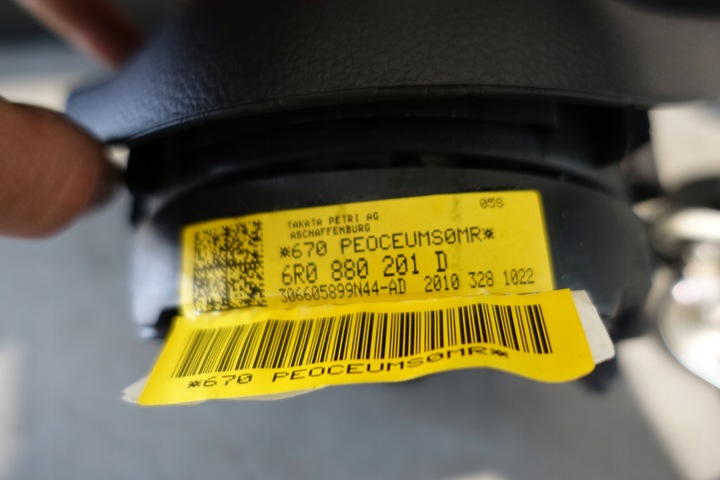 05S
TAKATA PETRI AG
ASCHAFFENBURG
*670 PEOCEUMS0MR*
6R0 880 201 D
306605899N44-AD 2010 328 1022
*670 PEOCEUMS0MR*